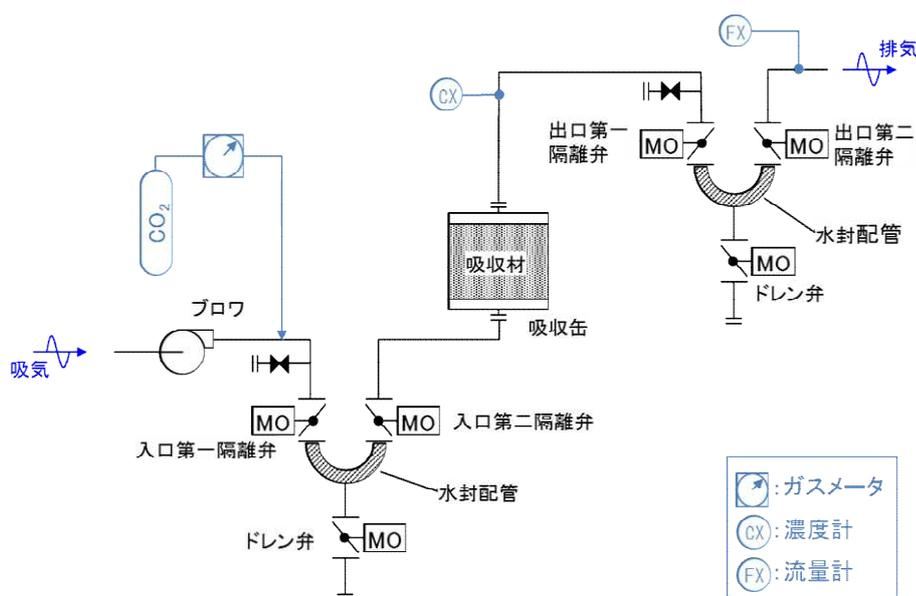 FX
排気
CX
出口第一
隔離弁
MO
MO
出口第二
隔離弁
水封配管
MO
ドレン弁
CO₂
吸収材
吸収缶
ブロワ
吸気
MO
MO
入口第二隔離弁
入口第一隔離弁
水封配管
ドレン弁
MO
:ガスメータ
CX:濃度計
FX:流量計